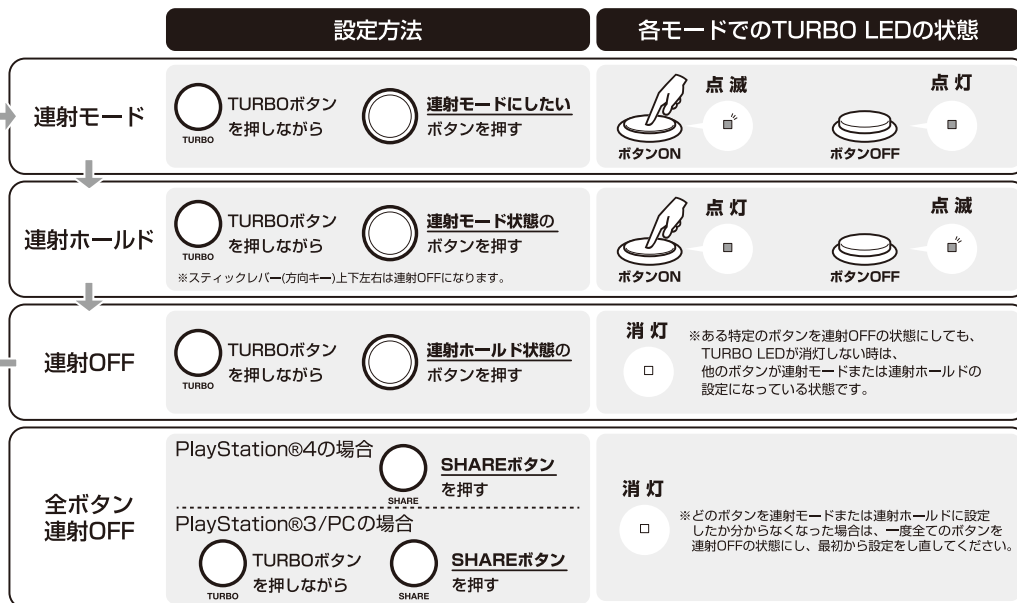 設定方法
各モードでのTURBO LEDの状態
連射モード
TURBOボタン
を押しながら
TURBO
連射モードにしたい
ボタンを押す
点滅
ボタンON
点灯
ボタンOFF
連射ホールド
TURBOボタン
を押しながら
TURBO
連射モード状態の
ボタンを押す
※スティックレバー(方向キー)上下左右は連射OFFになります。
点灯
ボタンON
点滅
ボタンOFF
連射OFF
TURBOボタン
を押しながら
TURBO
連射ホールド状態の
ボタンを押す
消灯
※ある特定のボタンを連射OFFの状態にしても、
TURBO LEDが消灯しない時は、
他のボタンが連射モードまたは連射ホールドの
設定になっている状態です。
全ボタン
連射OFF
PlayStation®4の場合
SHARE
SHAREボタン
を押す
PlayStation®3/PCの場合
TURBO
TURBOボタン
を押しながら
SHARE
SHAREボタン
を押す
消灯
※どのボタンを連射モードまたは連射ホールドに設定
したか分からなくなった場合は、一度全てのボタンを
連射OFFの状態にし、最初から設定をし直してください。